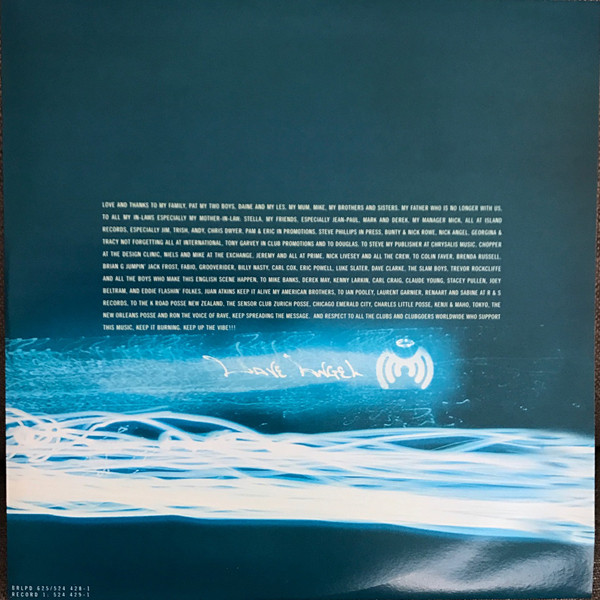 LOVE AND THANKS TO MY FAMILY, PAT MY TWO BOYS, DAINE AND MY LES. MY MUM. MIKE, MY BROTHERS AND SISTERS. MY FATHER WHO IS NO LONGER WITH US.
TO ALL MY IN-LAWS ESPECIALLY MY MOTHER-IN-LAW: STELLA. MY FRIENDS, ESPECIALLY JEAN-PAUL, MARK AND DEREK. MY MANAGER MICK. ALL AT ISLAND
RECORDS, ESPECIALLY JIM, TRISH, ANDY, CHRIS DWYER, PAM & ERIC IN PROMOTIONS. STEVE PHILLIPS IN PRESS, BUNTY & NICK ROWE, NICK ANGEL. GEORGINA &
TRACY NOT FORGETTING ALL AT INTERNATIONAL. TONY GARVEY IN CLUB PROMOTIONS AND TO DOUGLAS. TO STEVE MY PUBLISHER AT CHRYSALIS MUSIC. CHOPPER
AT THE DESIGN CLINIC, NIELS AND MIKE AT THE EXCHANGE. JEREMY AND ALL AT PRIME. NICK LIVESEY AND ALL THE CREW. TO COLIN FAVER, BRENDA RUSSELL.
BRIAN G JUMPIN' JACK FROST, FABIO, GROOVERIDER, BILLY NASTY, CARL COX, ERIC POWELL, LUKE SLATER, DAVE CLARKE. THE SLAM BOYS, TREVOR ROCKCLIFFE
AND ALL THE BOYS WHO MAKE THIS ENGLISH SCENE HAPPEN. TO MIKE BANKS. DEREK MAY, KENNY LARKIN, CARL CRAIG, CLAUDE YOUNG, STACEY PULLEN, JOEY
BELTRAM, AND EDDIE FLASHIN' FOLKES. JUAN ATKINS KEEP IT ALIVE MY AMERICAN BROTHERS. TO IAN POOLEY, LAURENT GARNIER, RENAART AND SABINE AT R & S
RECORDS, TO THE K ROAD POSSE NEW ZEALAND, THE SENSOR CLUB ZURICH POSSE, CHICAGO EMERALD CITY, CHARLES LITTLE POSSE, KENJI & MAHO, TOKYO, THE
NEW ORLEANS POSSE AND RON THE VOICE OF RAVE, KEEP SPREADING THE MESSAGE. AND RESPECT TO ALL THE CLUBS AND CLUBGOERS WORLDWIDE WHO SUPPORT
THIS MUSIC, KEEP IT BURNING. KEEP UP THE VIBE!!!
Dave Angel
BRLPD 625/524 428-1
RECORD 1. 524 429-1